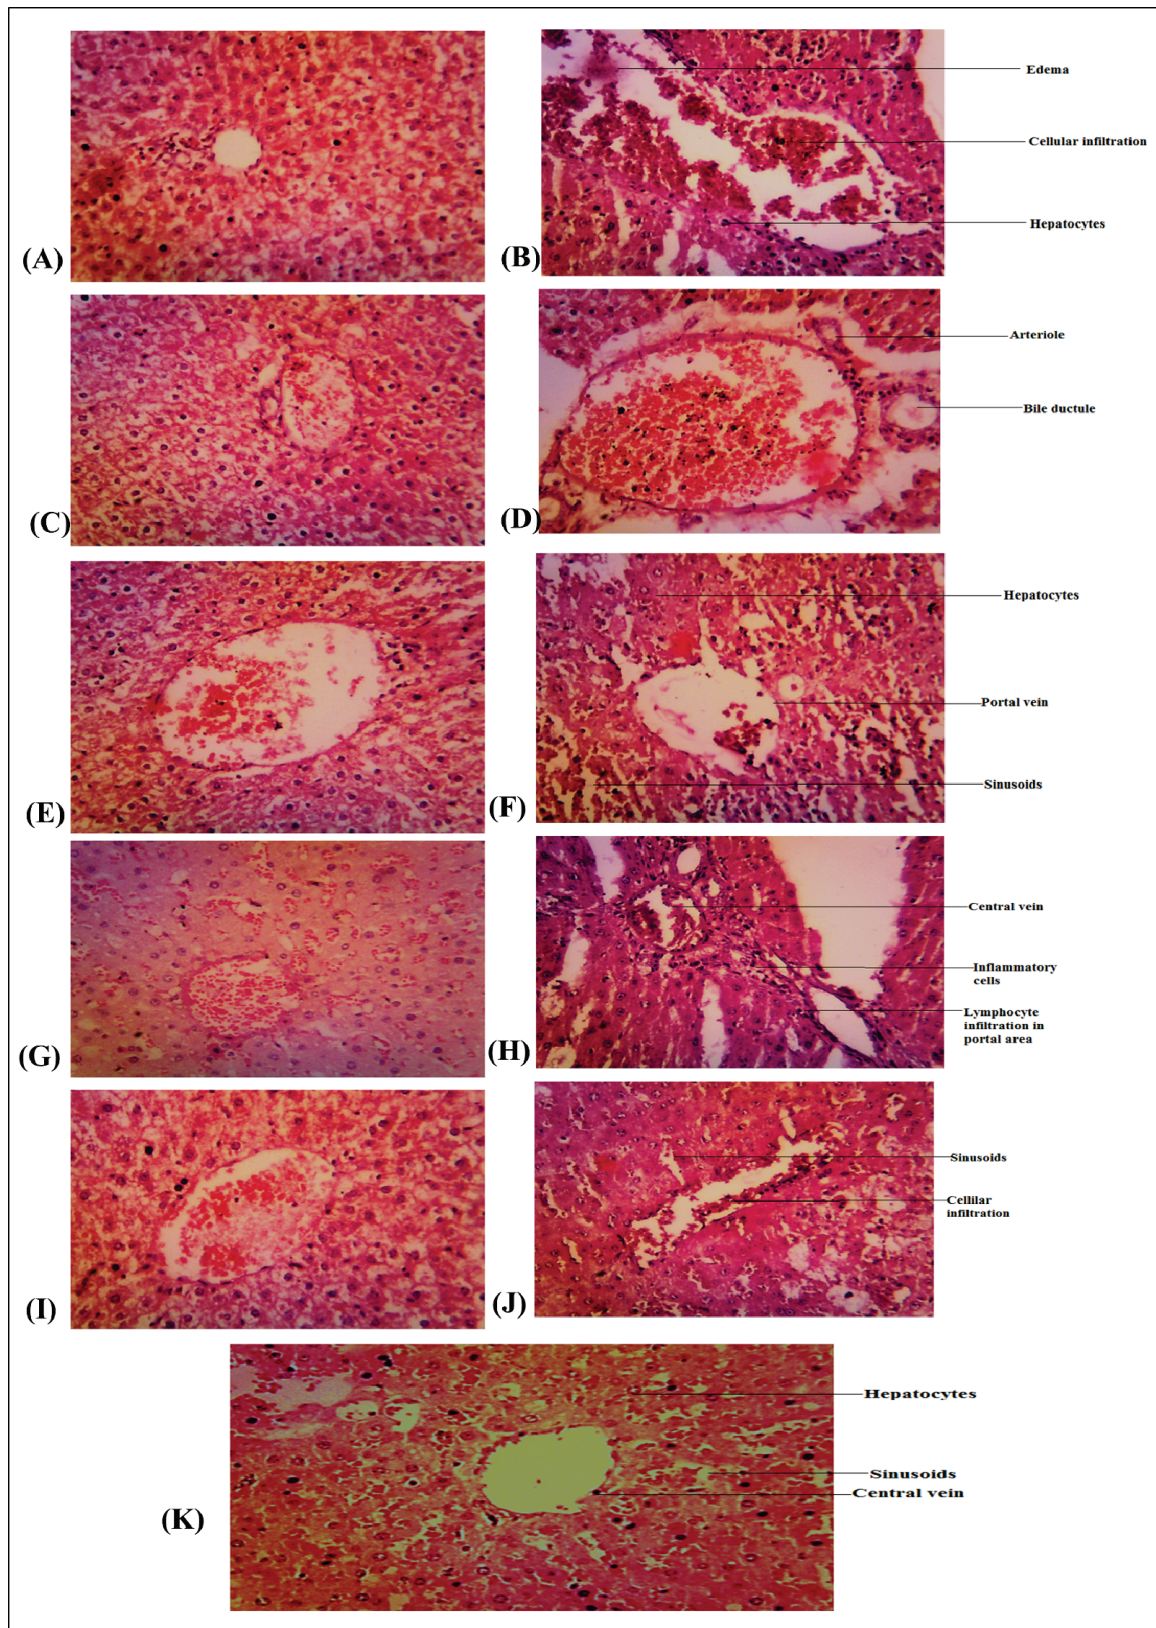 (A)
Edema
Cellular infiltration
Hepatocytes
(B)
(C)
Arteriole
Bile ductule
(D)
(E)
Hepatocytes
Portal vein
Sinusoids
(F)
(G)
Central vein
Inflammatory
cells
Lymphocyte
infiltration in
portal area
(H)
(I)
Sinusoids
Cellilar
infiltration
(J)
Hepatocytes
Sinusoids
Central vein
(K)